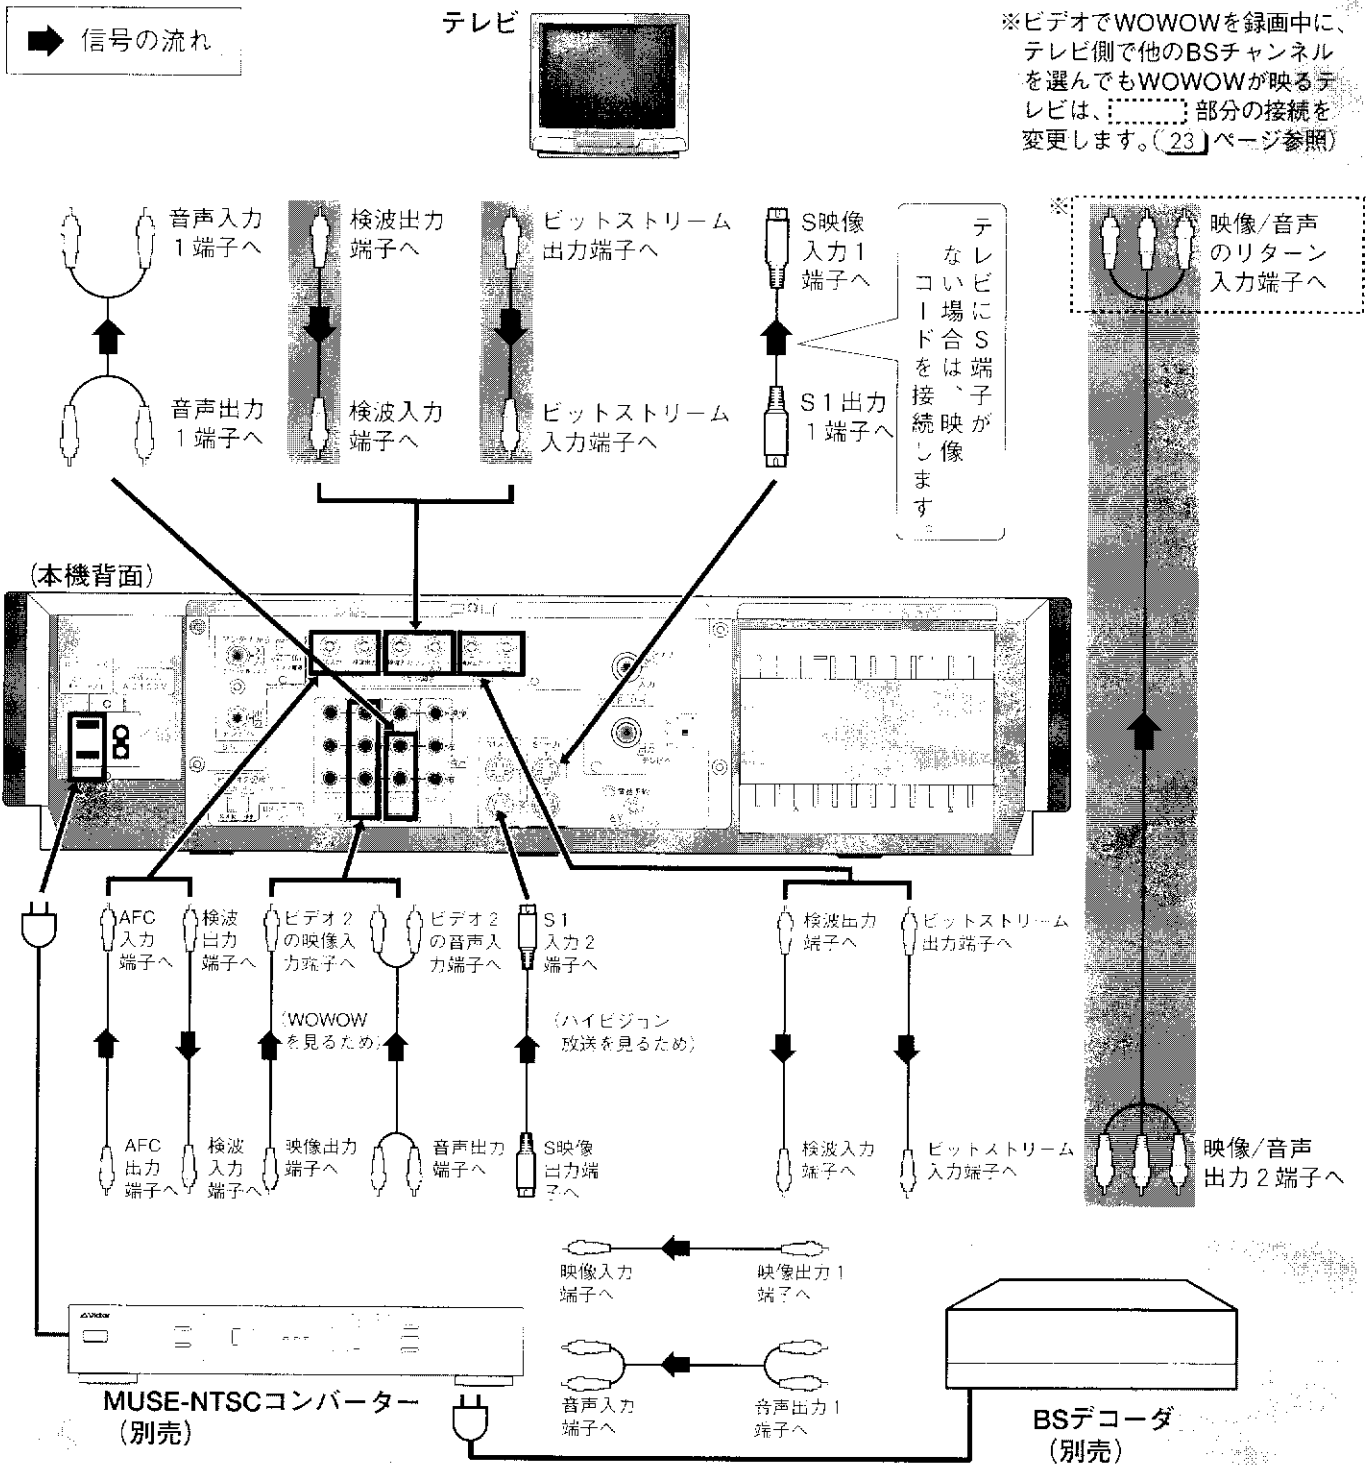 信号の流れ
テレビ
※ビデオでWOWOWを録画中に、
テレビ側で他のBSチャンネル
を選んでもWOWOWが映るテ
レビは、 部分の接続を
変更します。(23ページ参照)
音声入力
1端子へ
検波出力
端子へ
ビットストリーム
出力端子へ
S映像
入力1
端子へ
テレビにS端子が
ない場合は、映像
コードを接続します。
※
映像/音声
のリターン
入力端子へ
音声出力
1端子へ
検波入力
端子へ
ビットストリーム
入力端子へ
S1出力
1端子へ
(本機背面)
AFC
入力
端子へ
検波
出力
端子へ
ビデオ2
の映像入
力端子へ
ビデオ2
の音声入
力端子へ
S1
入力2
端子へ
検波出力
端子へ
ビットストリーム
出力端子へ
(WOWOW
を見るため)
(ハイビジョン
放送を見るため)
AFC
出力
端子へ
検波
入力
端子へ
映像出力
端子へ
音声出力
端子へ
S映像
出力端
子へ
検波入力
端子へ
ビットストリーム
入力端子へ
映像/音声
出力2端子へ
映像入力
端子へ
映像出力1
端子へ
Victor
音声入力
端子へ
音声出力1
端子へ
MUSE-NTSCコンバーター
(別売)
BSデコーダ
(別売)